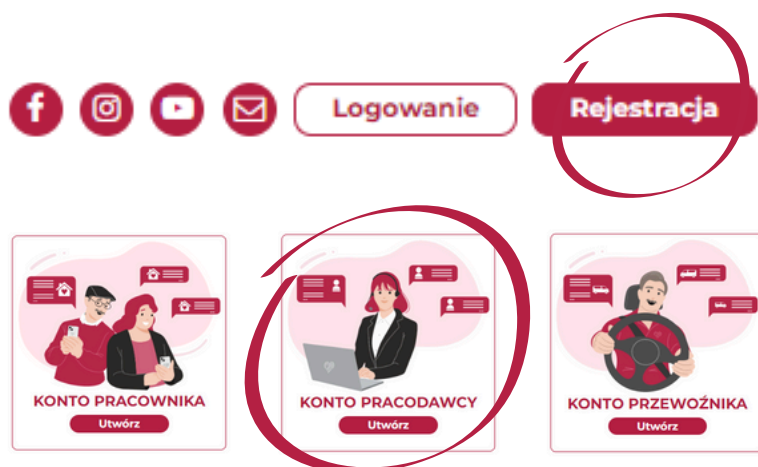 Logowanie
Rejestracja
KONTO PRACOWNIKA
Utwórz
KONTO PRACODAWCY
Utwórz
KONTO PRZEWOŹNIKA
Utwórz